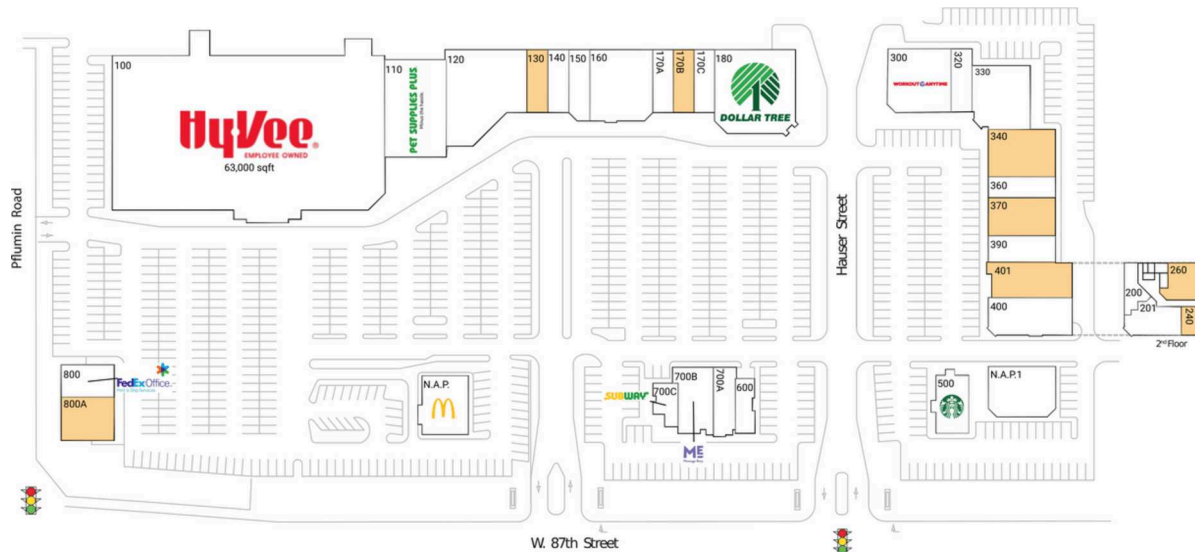 100
HyVee
EMPLOYEE OWNED
63,000 sqft
110
PET SUPPLIES PLUS
120
130
140
150
160
170A
170B
170C
180
DOLLAR TREE
300
WORKOUT ANYTIME
320
330
340
360
370
390
401
400
200
201
260
240
2nd Floor
Pflumin Road
Hauser Street
800
FedEx Office
800A
N.A.P.
SUBWAY
700C
700B
700A
600
ME
500
N.A.P.1
W. 87th Street